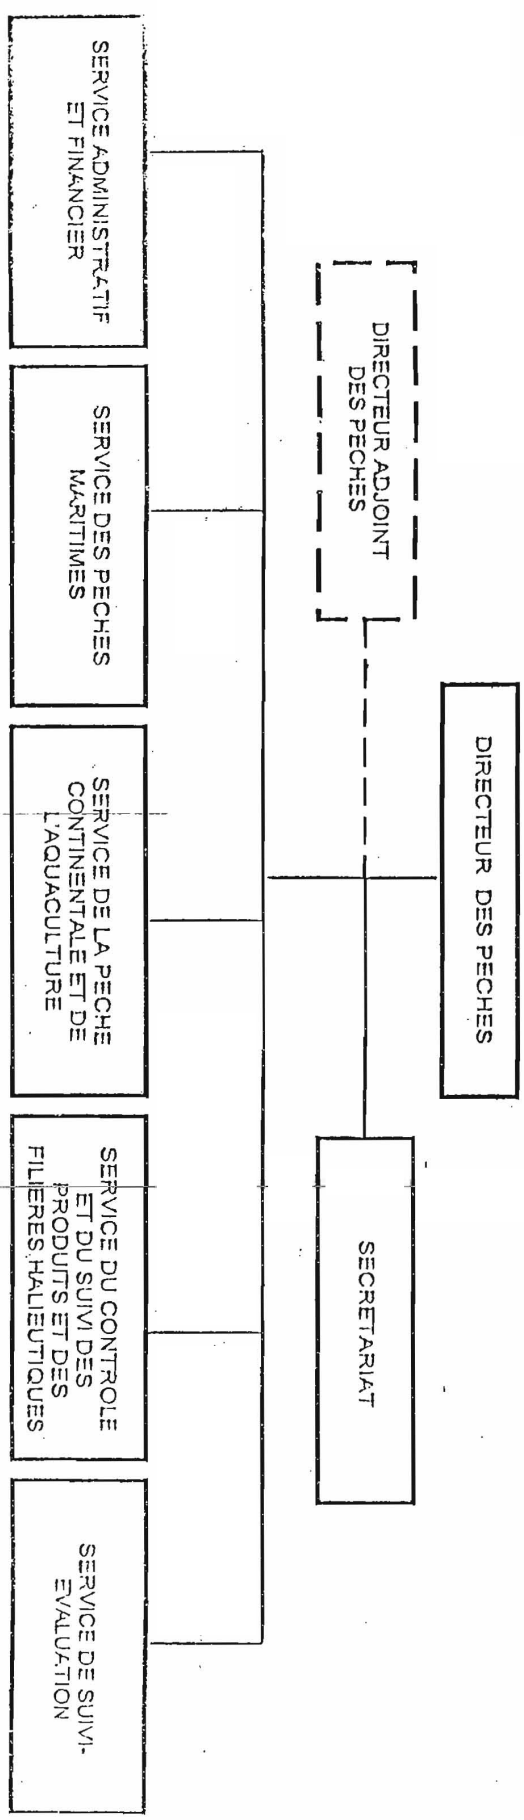 DIRECTEUR DES PECHES
DIRECTEUR ADJOINT
DES PECHES
SECRETARIAT
SERVICE ADMINISTRATIF
ET FINANCIER
SERVICE DES PECHES
MARITIMES
SERVICE DE LA PECHE
CONTINENTALE ET DE
L'AQUACULTURE
SERVICE DU CONTROLE
ET DU SUIVI DES
PRODUITS ET DES
FILIERES HALIEUTIQUES
SERVICE DE SUIVI-
EVALUATION